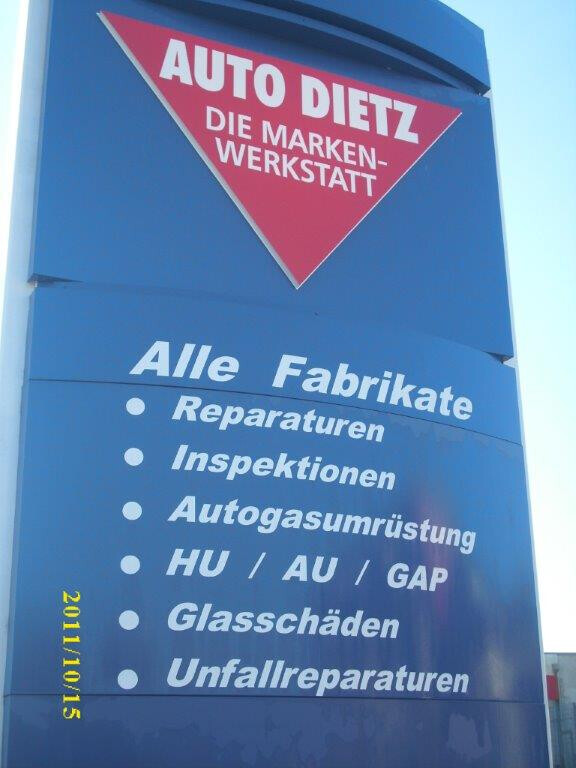 AUTO DIETZ
DIE MARKEN-
WERKSTATT
Alle Fabrikate
• Reparaturen
• Inspektionen
• Autogasumrüstung
• HU / AU / GAP
• Glasschäden
• Unfallreparaturen
2011/10/15